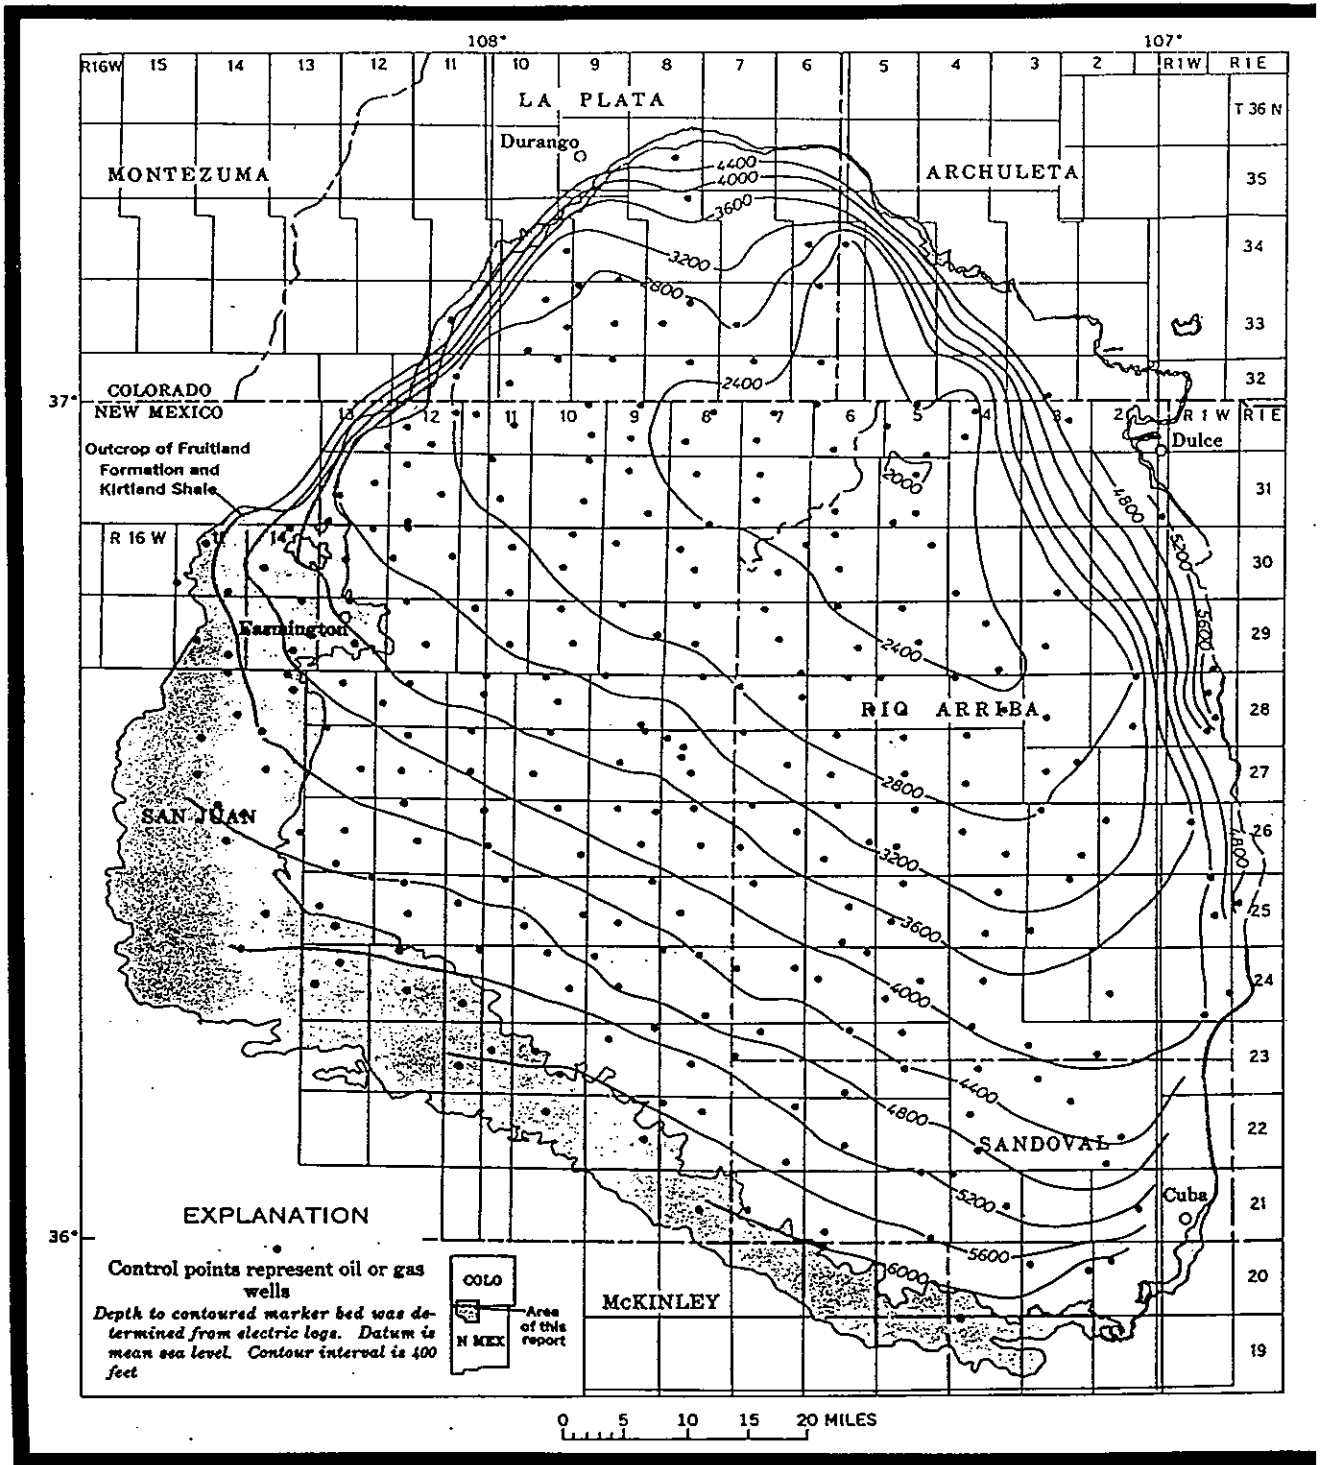 108° 107°
R16W 15 14 13 12 11 10 9 8 7 6 5 4 3 2 R1W R1E
LA PLATA
T 36 N
Durango
MONTEZUMA
4400
ARCHULETA
4000
35
3600
3200
34
2800
33
2400
32
COLORADO
37°
NEW MEXICO
13 12 11 10 9 8 7 6 5 4 3 2 R1W R1E
Dulce
Outcrop of Fruitland
Formation and
Kirtland Shale
2000
31
4800
R 16 W 15 14
5200
30
Farmington
5600
29
2400
RIO ARRIBA
28
27
2800
SAN JUAN
26
3200
4800
25
3600
24
4000
23
4400
4800
22
SANDOVAL
5200
Cuba
21
EXPLANATION
36°
5600
Control points represent oil or gas
wells
6000
20
COLO
McKINLEY
Depth to contoured marker bed was de-
termined from electric logs. Datum is
mean sea level. Contour interval is 400
feet
N MEX
Area
of this
report
19
0 5 10 15 20 MILES